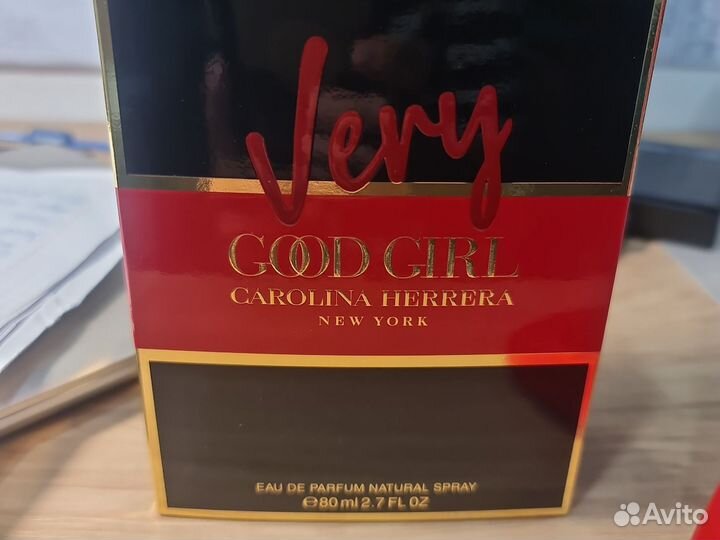 Very
GOOD GIRL
CAROLINA HERRERA
NEW YORK
EAU DE PARFUM NATURAL SPRAY
℮80 ml 2.7 FL OZ
Avito